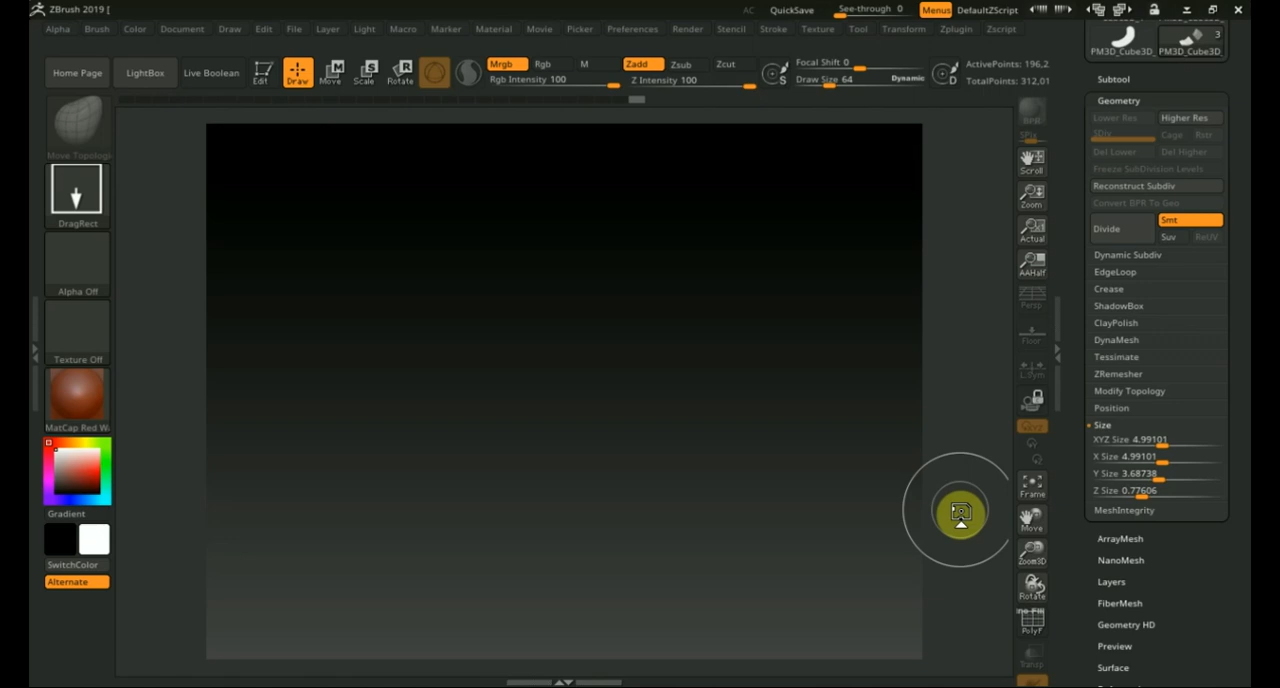 ZBrush 2019 [
AC QuickSave See-through 0 Menus DefaultZScript
Alpha Brush Color Document Draw Edit File Layer Light Macro Marker Material Movie Picker Preferences Render Stencil Stroke Texture Tool Transform Zplugin Zscript
Home Page LightBox Live Boolean Edit Draw Move Scale Rotate
Mrgb Rgb M Zadd Zsub Zcut
Rgb Intensity 100 Z Intensity 100
S Focal Shift 0
Draw Size 64 Dynamic
D ActivePoints: 196,2
TotalPoints: 312,01
Move Topologi
DragRect
Alpha Off
Texture Off
MatCap Red W
Gradient
SwitchColor
Alternate
BPR
SPix
Scroll
Zoom
Actual
AAHalf
Persp
Floor
L.Sym
Frame
Move
Zoom3D
Rotate
PolyF
Transp
3
PM3D_Cube3D_ PM3D_Cube3D_
Subtool
Geometry
Lower Res Higher Res
SDiv Cage Rstr
Del Lower Del Higher
Freeze SubDivision Levels
Reconstruct Subdiv
Convert BPR To Geo
Divide Smt
Suv ReUV
Dynamic Subdiv
EdgeLoop
Crease
ShadowBox
ClayPolish
DynaMesh
Tessimate
ZRemesher
Modify Topology
Position
Size
XYZ Size 4.99101
X Size 4.99101
Y Size 3.68738
Z Size 0.77606
MeshIntegrity
ArrayMesh
NanoMesh
Layers
FiberMesh
Geometry HD
Preview
Surface